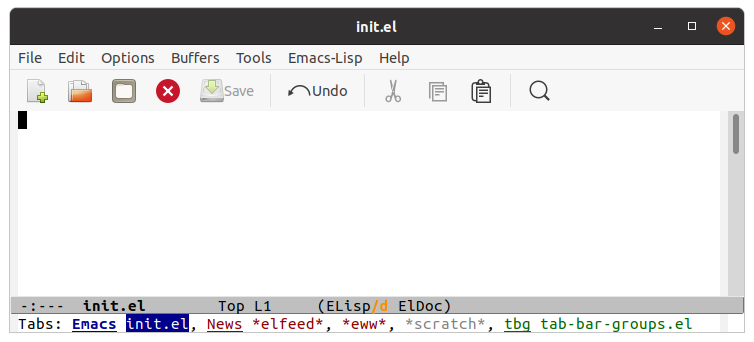 init.el
File Edit Options Buffers Tools Emacs-Lisp Help
Save Undo
-:--- init.el Top L1 (ELisp/d ElDoc)
Tabs: Emacs init.el, News *elfeed*, *eww*, *scratch*, tbg tab-bar-groups.el